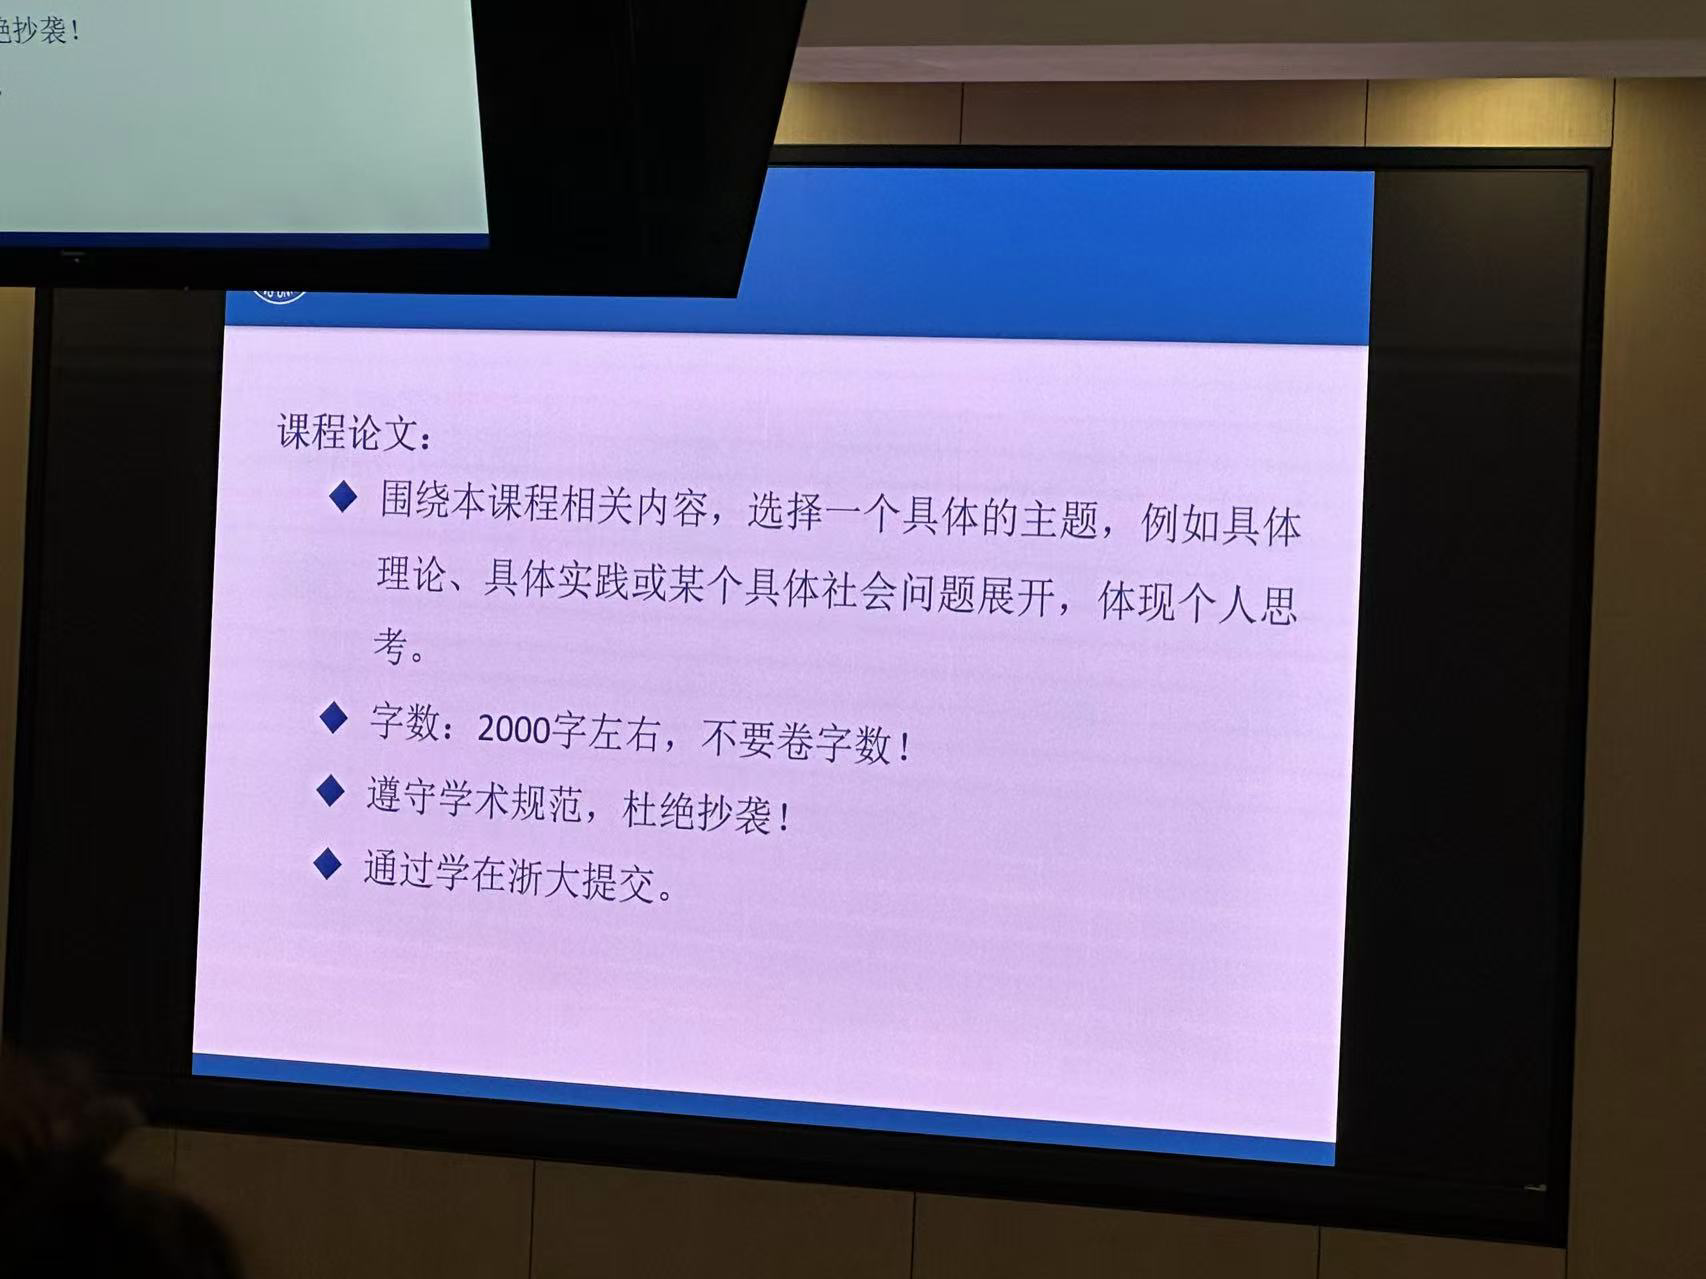 绝抄袭！
课程论文：
围绕本课程相关内容，选择一个具体的主题，例如具体
理论、具体实践或某个具体社会问题展开，体现个人思
考。
字数：2000字左右，不要卷字数！
遵守学术规范，杜绝抄袭！
通过学在浙大提交。